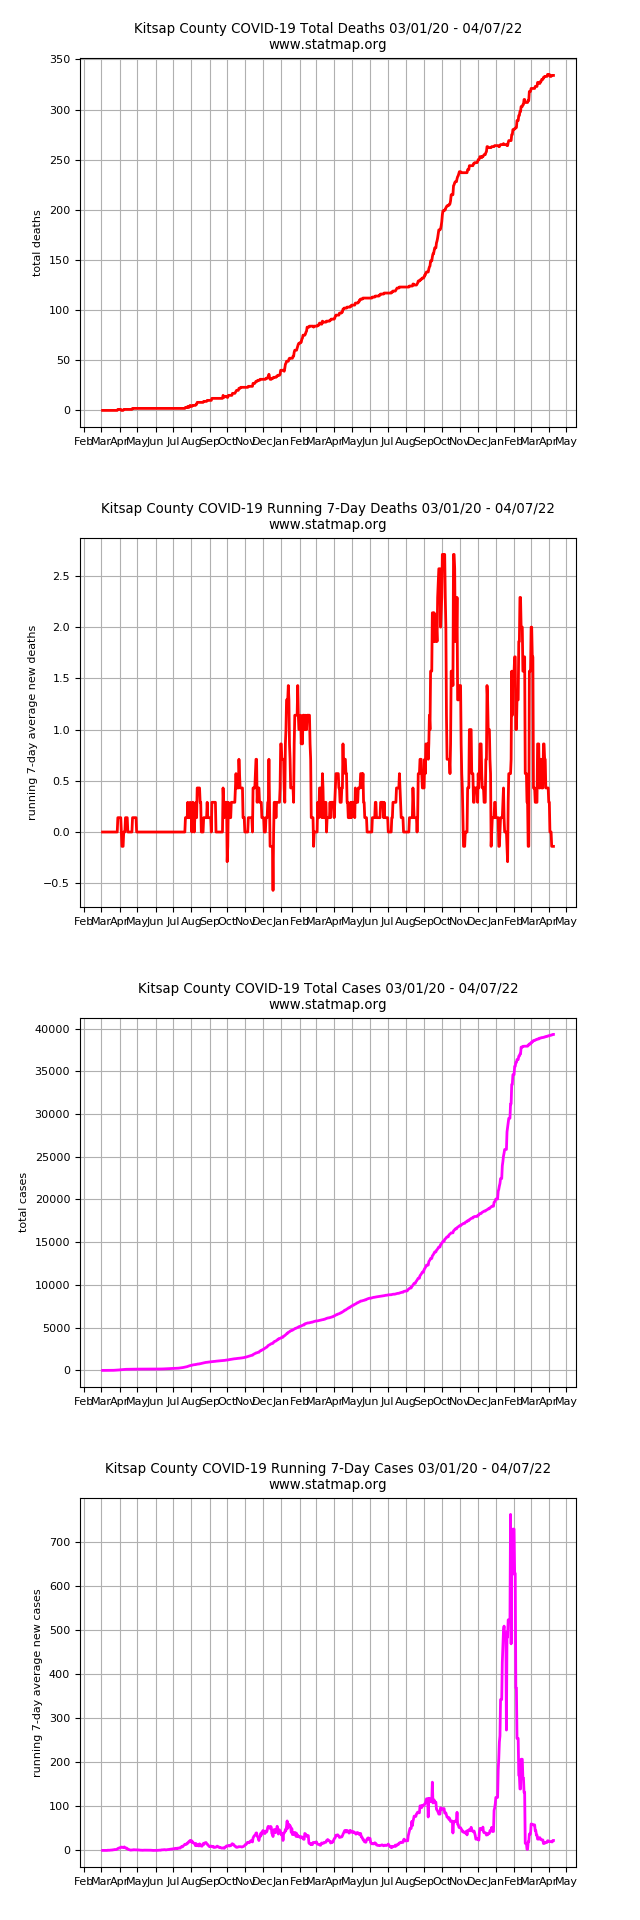 Kitsap County COVID-19 Total Deaths 03/01/20 - 04/07/22
www.statmap.org
350
300
250
200
150
100
50
0
total deaths
Feb Mar Apr May Jun Jul Aug Sep Oct Nov Dec Jan Feb Mar Apr May Jun Jul Aug Sep Oct Nov Dec Jan Feb Mar Apr May
Kitsap County COVID-19 Running 7-Day Deaths 03/01/20 - 04/07/22
www.statmap.org
2.5
2.0
1.5
1.0
0.5
0.0
−0.5
running 7-day average new deaths
Feb Mar Apr May Jun Jul Aug Sep Oct Nov Dec Jan Feb Mar Apr May Jun Jul Aug Sep Oct Nov Dec Jan Feb Mar Apr May
Kitsap County COVID-19 Total Cases 03/01/20 - 04/07/22
www.statmap.org
40000
35000
30000
25000
20000
15000
10000
5000
0
total cases
Feb Mar Apr May Jun Jul Aug Sep Oct Nov Dec Jan Feb Mar Apr May Jun Jul Aug Sep Oct Nov Dec Jan Feb Mar Apr May
Kitsap County COVID-19 Running 7-Day Cases 03/01/20 - 04/07/22
www.statmap.org
700
600
500
400
300
200
100
0
running 7-day average new cases
Feb Mar Apr May Jun Jul Aug Sep Oct Nov Dec Jan Feb Mar Apr May Jun Jul Aug Sep Oct Nov Dec Jan Feb Mar Apr May